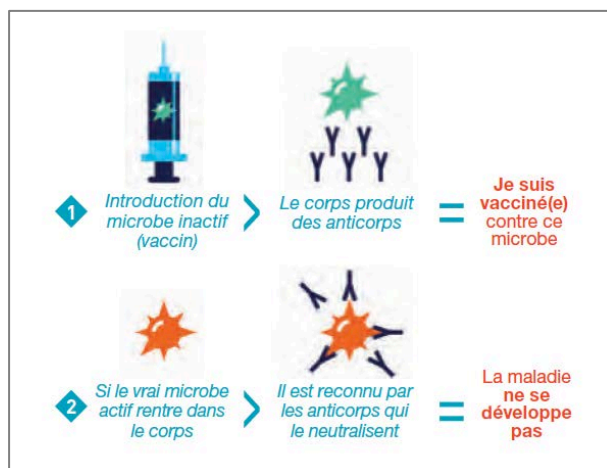 1
Introduction du
microbe inactif
(vaccin)
>
Le corps produit
des anticorps
=
Je suis
vacciné(e)
contre ce
microbe
2
Si le vrai microbe
actif rentre dans
le corps
>
Il est reconnu par
les anticorps qui
le neutralisent
=
La maladie
ne se
développe
pas